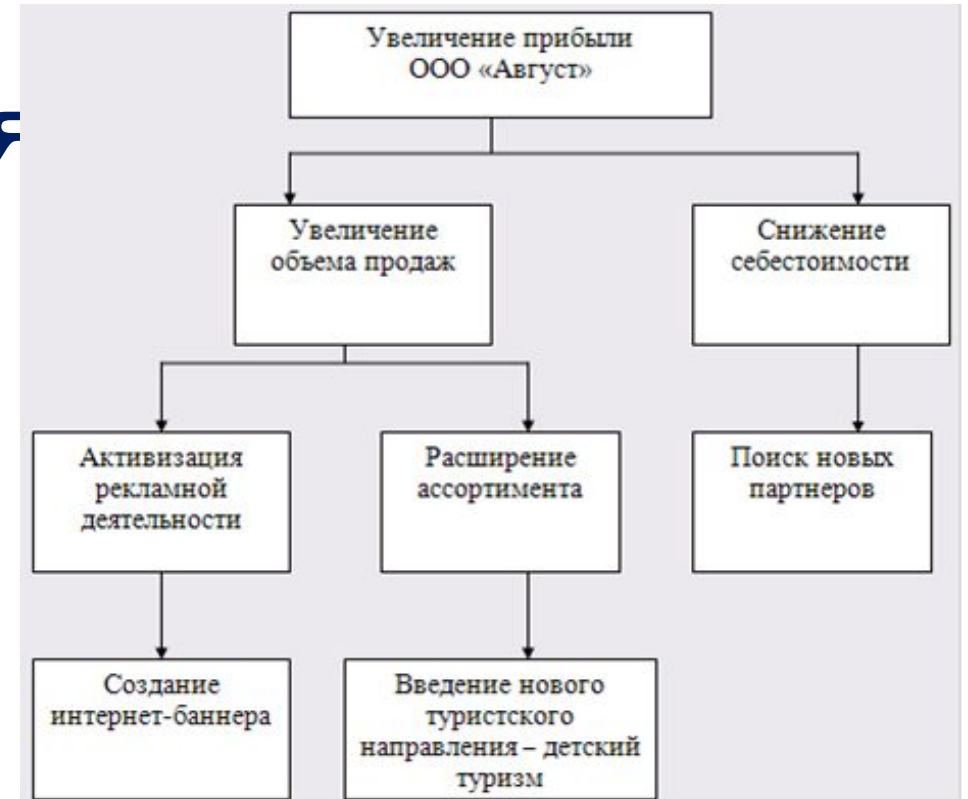 Увеличение прибыли
ООО «Август»
я
Увеличение
объема продаж
Снижение
себестоимости
Активизация
рекламной
деятельности
Расширение
ассортимента
Поиск новых
партнеров
Создание
интернет-баннера
Введение нового
туристского
направления – детский
туризм